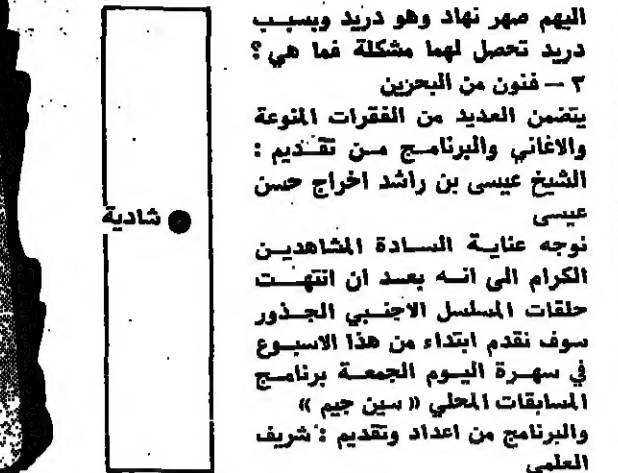 اليهم صهر نهاد وهو دريد وبسبب
دريد تحصل لهما مشكلة فما هي ؟
٣ — فنون من البحرين
يتضمن العديد من الفقرات المنوعة
والاغاني والبرنامج من تقديم :
الشيخ عيسى بن راشد اخراج حسن
عيسى
نوجه عناية السادة المشاهدين
الكرام الى انه بعد ان انتهت
حلقات المسلسل الاجنبي الجذور
سوف نقدم ابتداء من هذا الاسبوع
في سهرة اليوم الجمعة برنامج
المسابقات المحلي « سين جيم »
والبرنامج من اعداد وتقديم : شريف
العلمي
● شادية